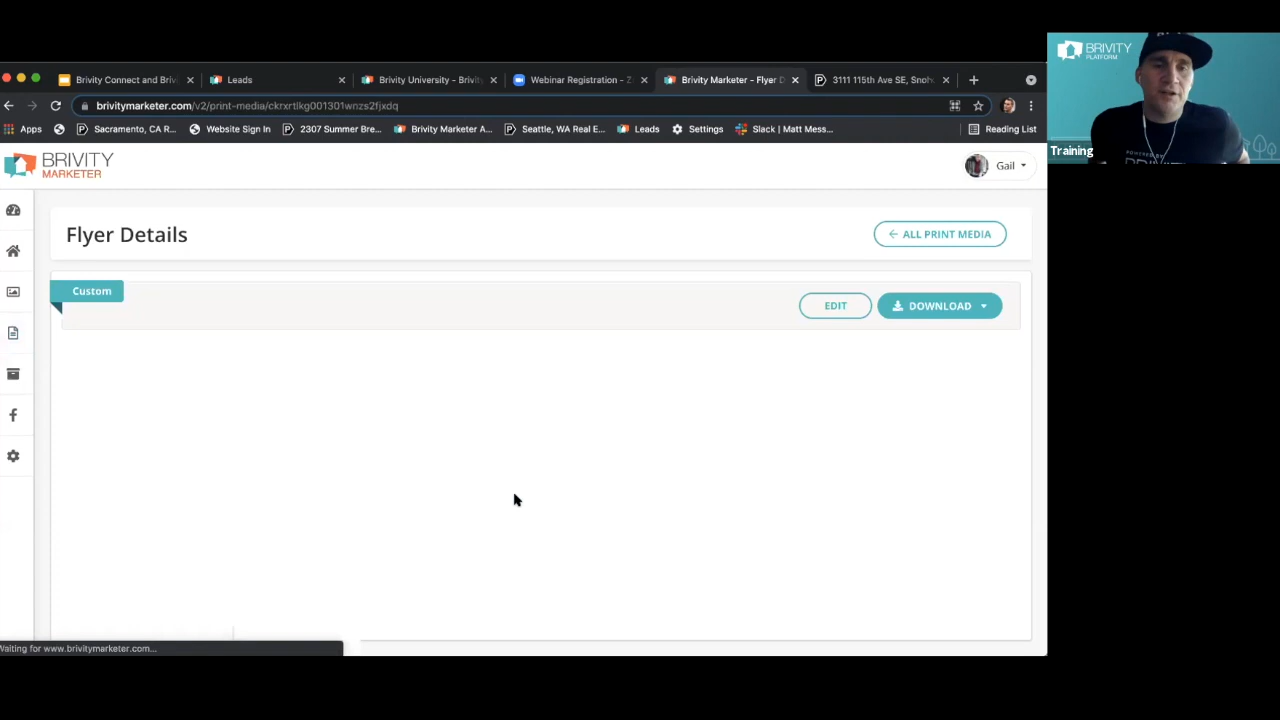 BRIVITY
PLATFORM
Brivity Connect and Briv
Leads
Brivity University - Brivit
Webinar Registration - Z
Brivity Marketer - Flyer D
3111 115th Ave SE, Snoh
brivitymarketer.com/v2/print-media/ckrxrtlkg001301wnzs2fjxdq
Apps
Sacramento, CA R...
Website Sign In
2307 Summer Bre...
Brivity Marketer A...
Seattle, WA Real E...
Leads
Settings
Slack | Matt Mess...
Reading List
Training
POWERED BY
BRIVITY
MARKETER
Gail
Flyer Details
ALL PRINT MEDIA
Custom
EDIT
DOWNLOAD
Waiting for www.brivitymarketer.com...